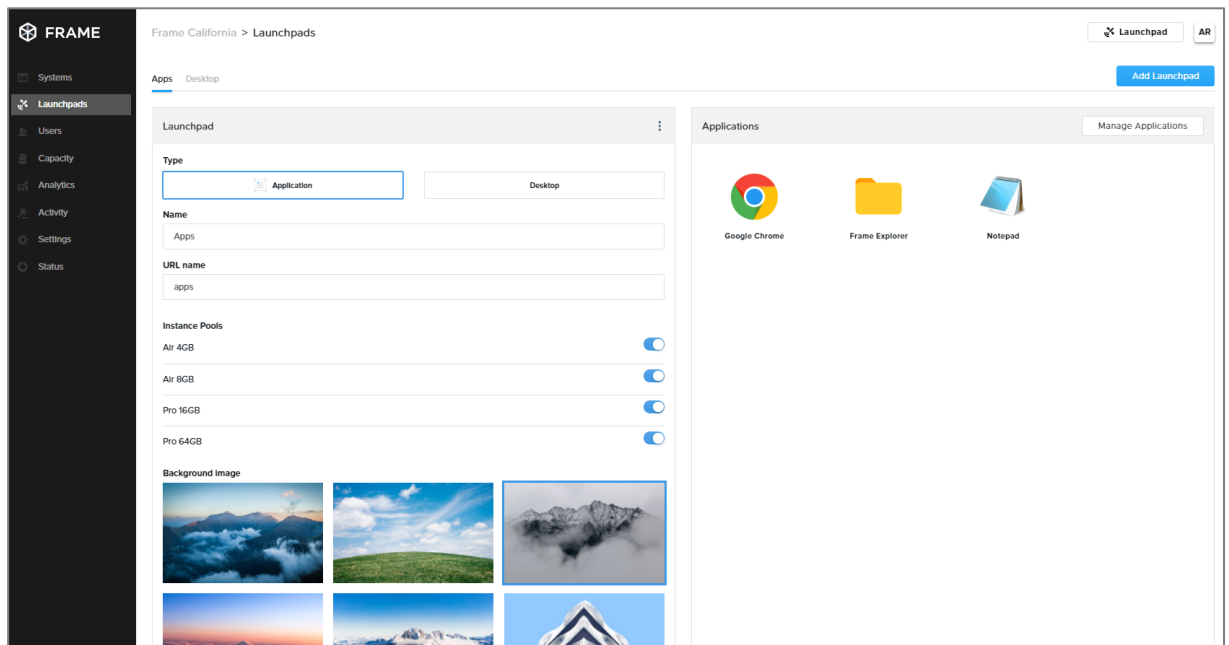 FRAME
Frame California > Launchpads
Launchpad
AR
Systems
Launchpads
Users
Capacity
Analytics
Activity
Settings
Status
Apps Desktop
Add Launchpad
Launchpad
Type
Application
Desktop
Name
Apps
URL name
apps
Instance Pools
Air 4GB
Air 8GB
Pro 16GB
Pro 64GB
Background image
Applications
Manage Applications
Google Chrome
Frame Explorer
Notepad